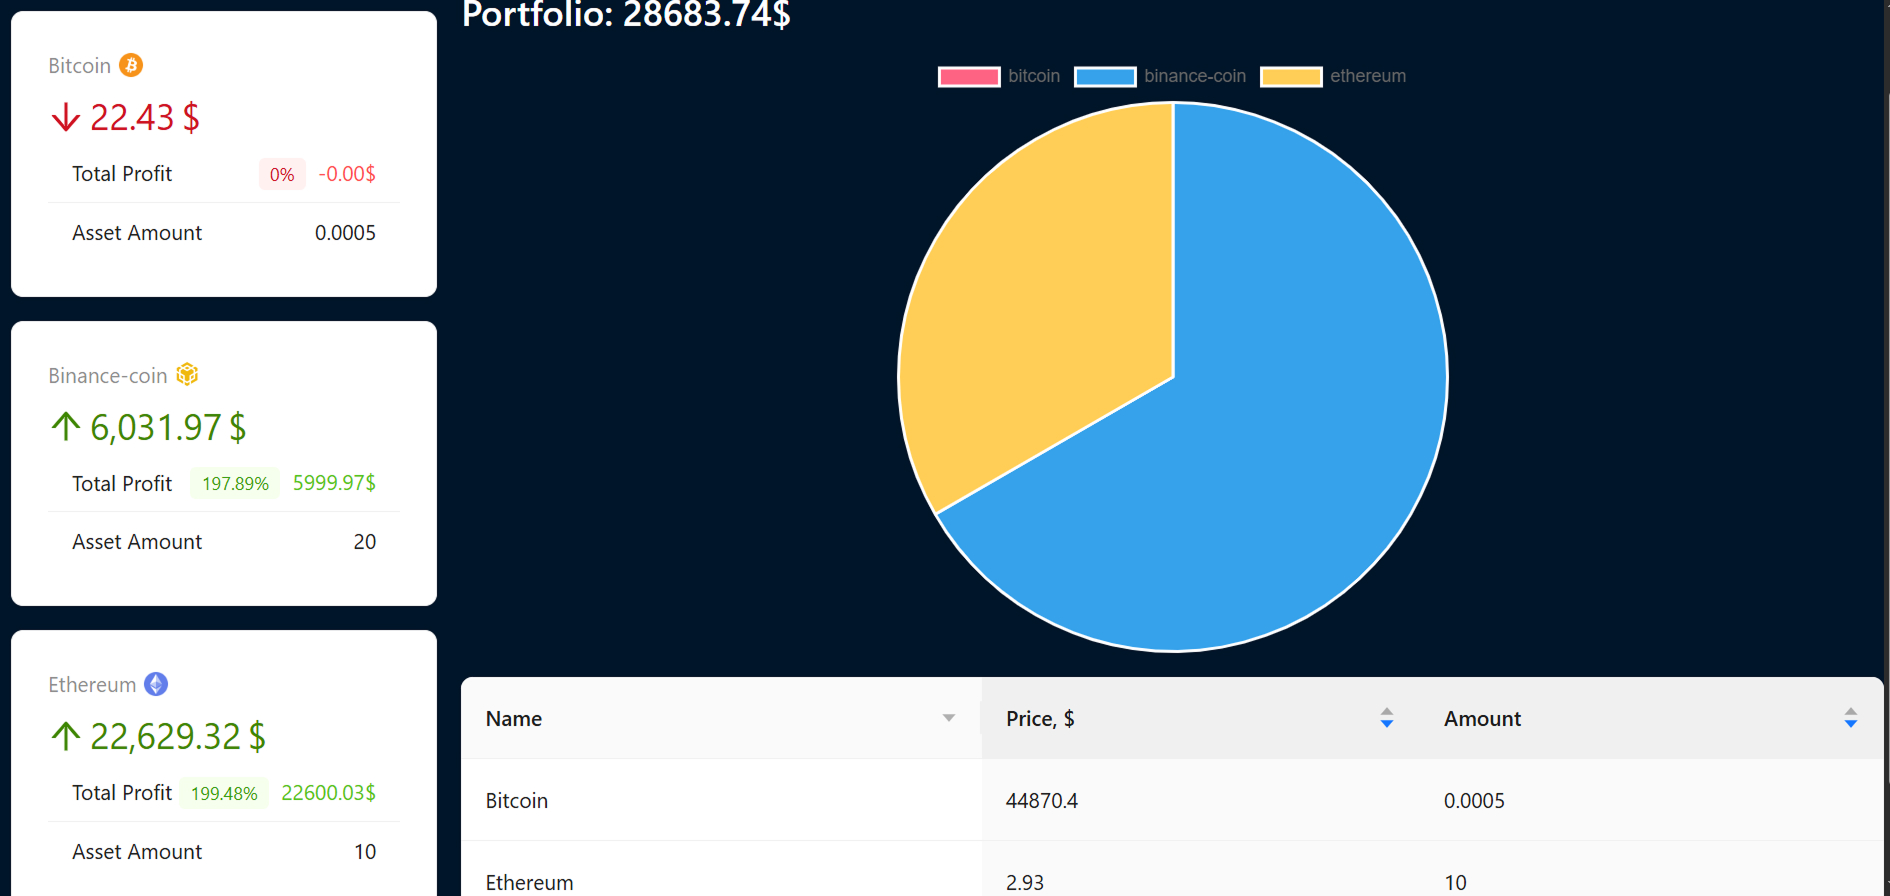 Portfolio: 28683.74$
Bitcoin
22.43 $
Total Profit 0% -0.00$
Asset Amount 0.0005
Binance-coin
6,031.97 $
Total Profit 197.89% 5999.97$
Asset Amount 20
Ethereum
22,629.32 $
Total Profit 199.48% 22600.03$
Asset Amount 10
bitcoin binance-coin ethereum
Name Price, $ Amount
Bitcoin 44870.4 0.0005
Ethereum 2.93 10